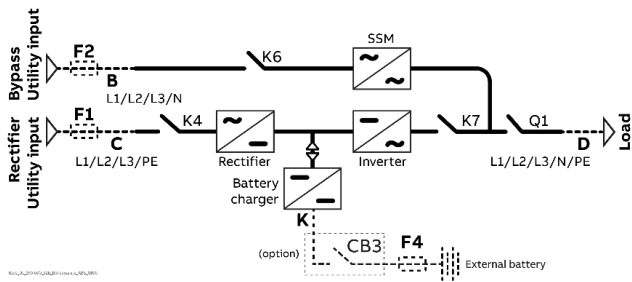 Bypass
Utility input
F2
B
L1/L2/L3/N
K6
SSM
Rectifier
Utility input
F1
C
L1/L2/L3/PE
K4
Rectifier
Inverter
K7
Q1
D
L1/L2/L3/N/PE
Load
Battery
charger
K
(option)
CB3
F4
External battery